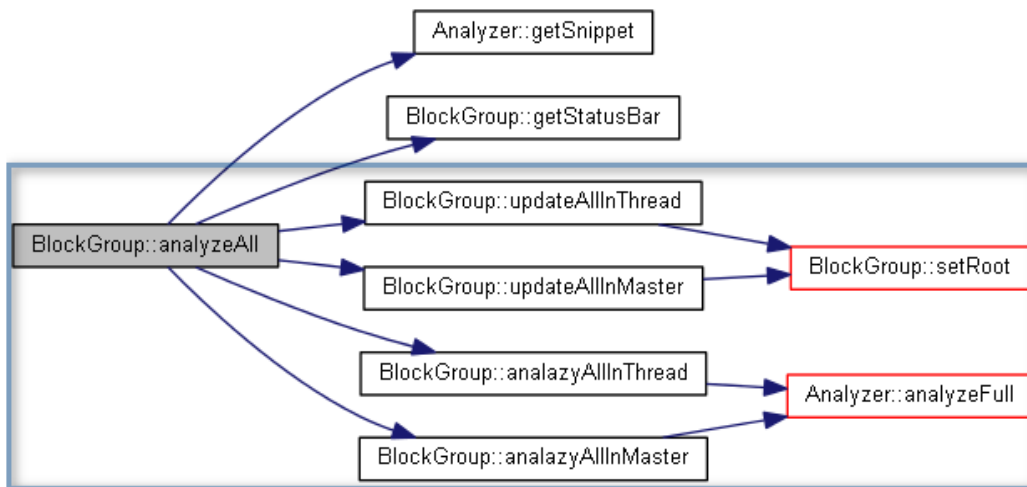 Analyzer::getSnippet
BlockGroup::getStatusBar
BlockGroup::updateAllInThread
BlockGroup::analyzeAll
BlockGroup::setRoot
BlockGroup::updateAllInMaster
BlockGroup::analazyAllInThread
Analyzer::analyzeFull
BlockGroup::analazyAllInMaster